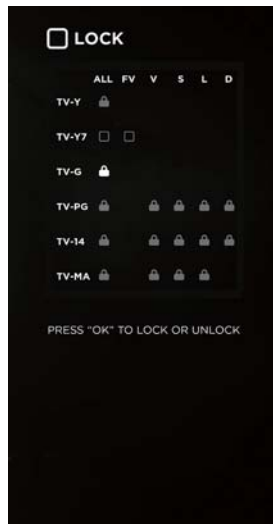 LOCK
ALL FV V S L D
TV-Y
TV-Y7
TV-G
TV-PG
TV-14
TV-MA
PRESS "OK" TO LOCK OR UNLOCK